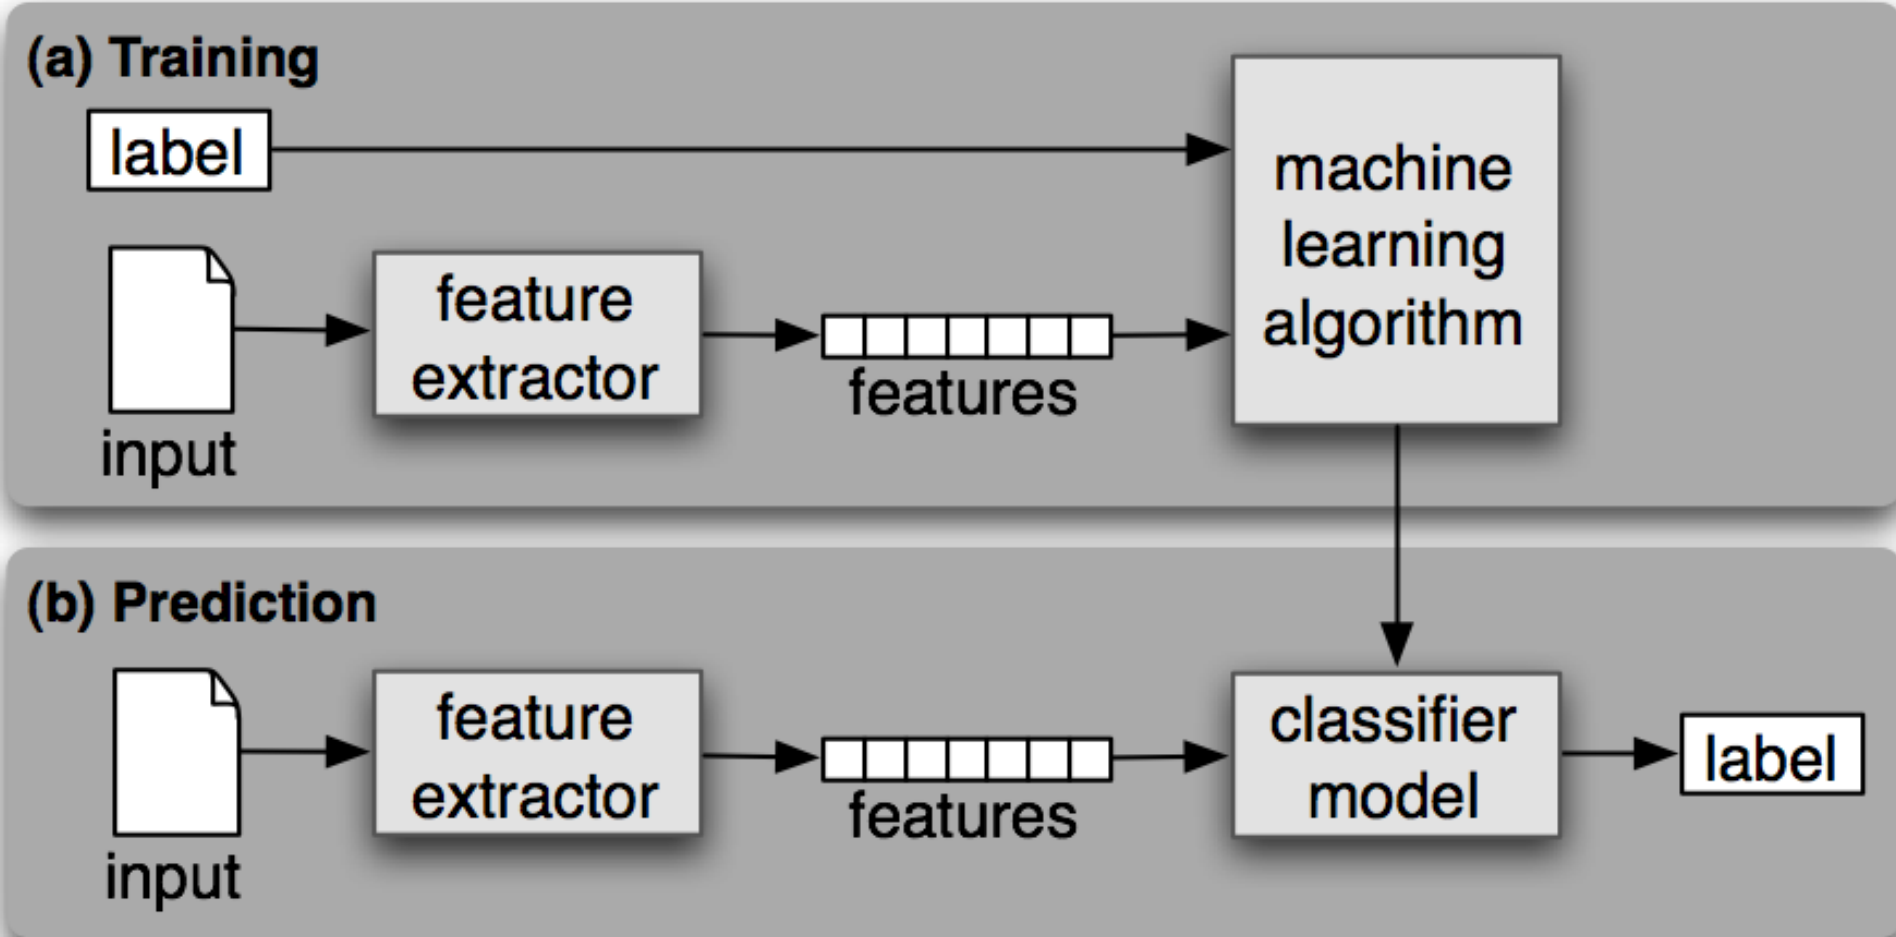 (a) Training
label
machine
learning
algorithm
feature
extractor
features
input
(b) Prediction
feature
extractor
features
classifier
model
label
input